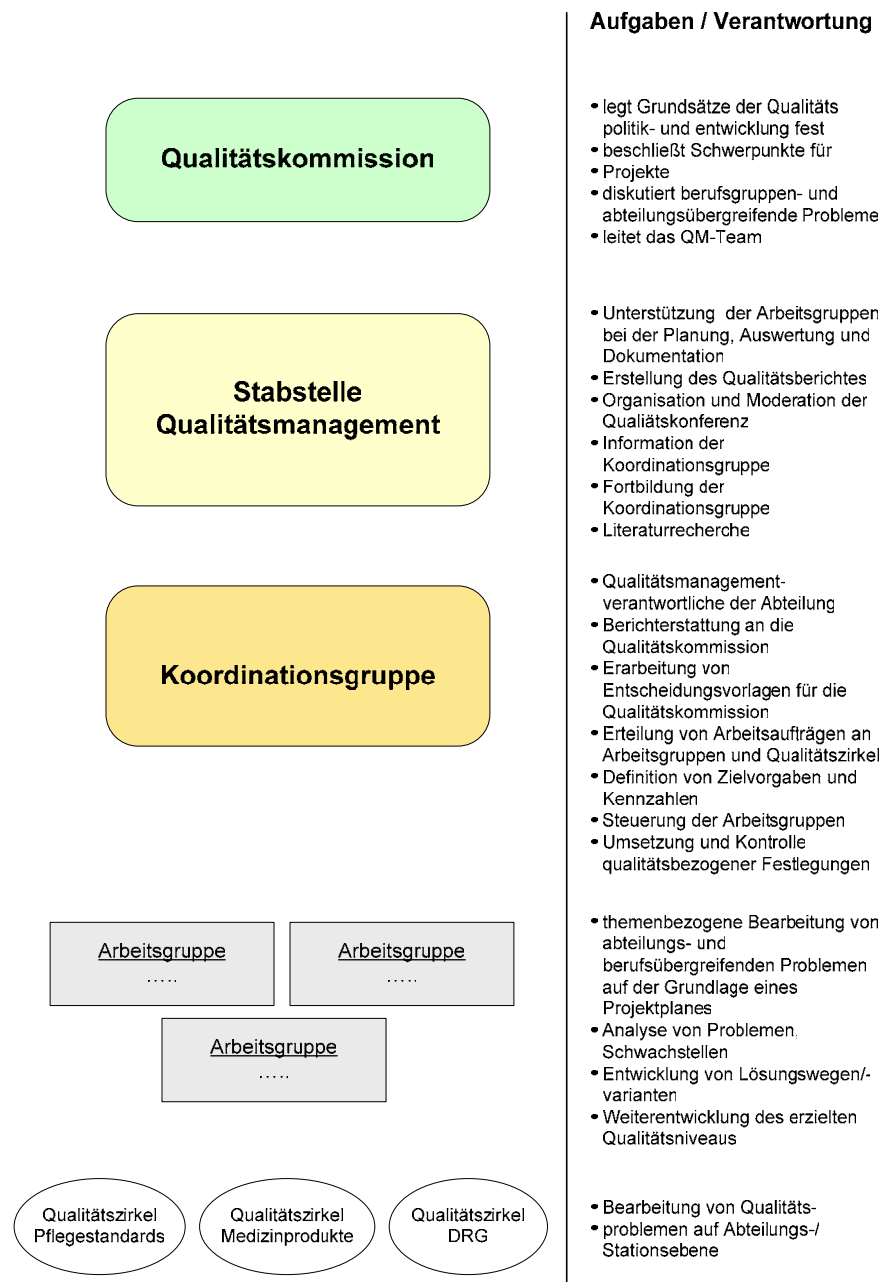 Aufgaben / Verantwortung
Qualitätskommission
• legt Grundsätze der Qualitäts
politik- und entwicklung fest
• beschließt Schwerpunkte für
• Projekte
• diskutiert berufsgruppen- und
abteilungsübergreifende Probleme
• leitet das QM-Team
Stabstelle
Qualitätsmanagement
• Unterstützung der Arbeitsgruppen
bei der Planung, Auswertung und
Dokumentation
• Erstellung des Qualitätsberichtes
• Organisation und Moderation der
Qualiätskonferenz
• Information der
Koordinationsgruppe
• Fortbildung der
Koordinationsgruppe
• Literaturrecherche
Koordinationsgruppe
• Qualitätsmanagement-
verantwortliche der Abteilung
• Berichterstattung an die
Qualitätskommission
• Erarbeitung von
Entscheidungsvorlagen für die
Qualitätskommission
• Erteilung von Arbeitsaufträgen an
Arbeitsgruppen und Qualitätszirkel
• Definition von Zielvorgaben und
Kennzahlen
• Steuerung der Arbeitsgruppen
• Umsetzung und Kontrolle
qualitätsbezogener Festlegungen
Arbeitsgruppe
.....
Arbeitsgruppe
.....
Arbeitsgruppe
.....
• themenbezogene Bearbeitung von
abteilungs- und
berufsübergreifenden Problemen
auf der Grundlage eines
Projektplanes
• Analyse von Problemen,
Schwachstellen
• Entwicklung von Lösungswegen/-
varianten
• Weiterentwicklung des erzielten
Qualitätsniveaus
Qualitätszirkel
Pflegestandards
Qualitätszirkel
Medizinprodukte
Qualitätszirkel
DRG
• Bearbeitung von Qualitäts-
• problemen auf Abteilungs-/
Stationsebene